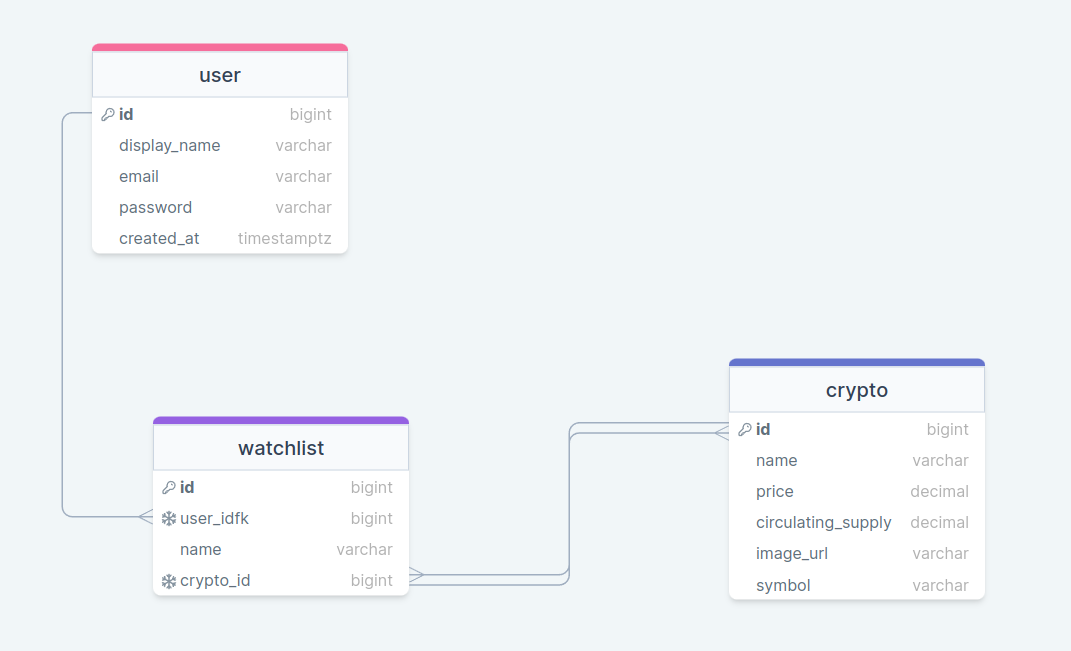 user
id bigint
display_name varchar
email varchar
password varchar
created_at timestamptz
watchlist
id bigint
user_idfk bigint
name varchar
crypto_id bigint
crypto
id bigint
name varchar
price decimal
circulating_supply decimal
image_url varchar
symbol varchar